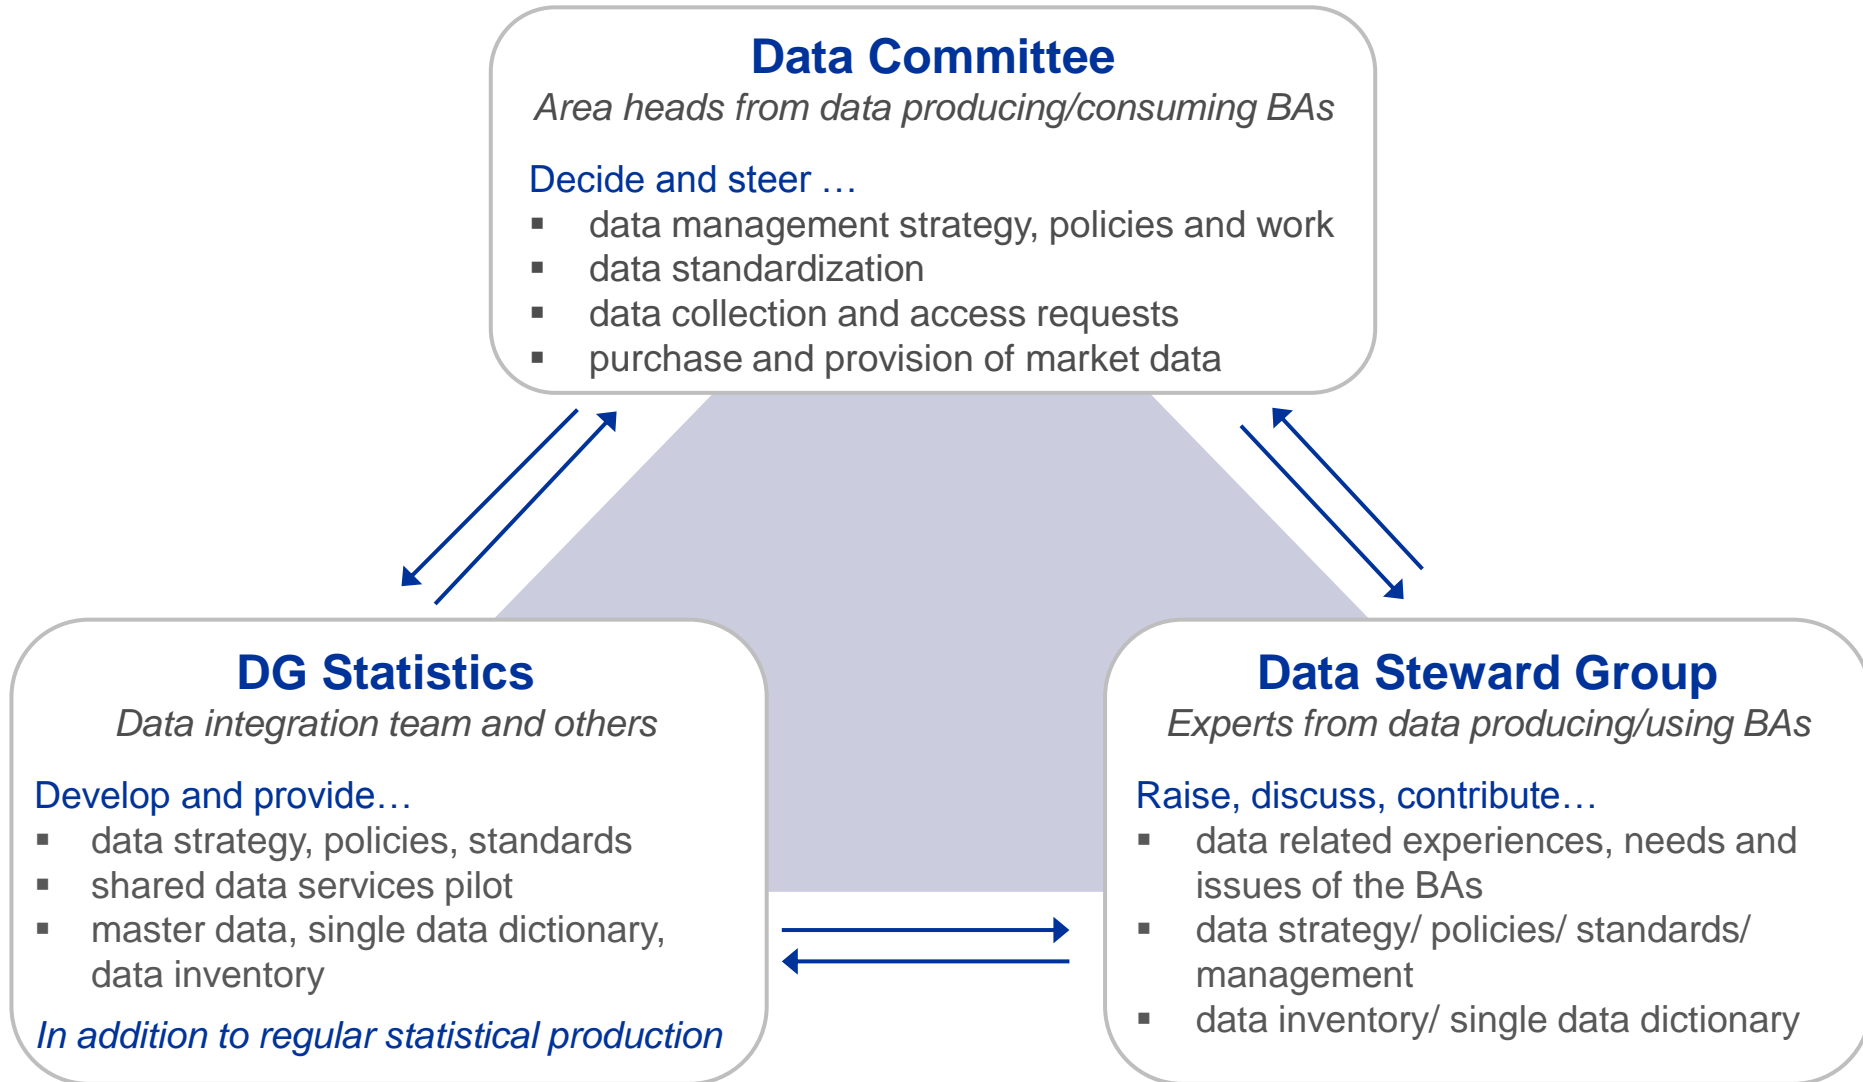 Data Committee
Area heads from data producing/consuming BAs
Decide and steer …
▪ data management strategy, policies and work
▪ data standardization
▪ data collection and access requests
▪ purchase and provision of market data
DG Statistics
Data integration team and others
Develop and provide…
▪ data strategy, policies, standards
▪ shared data services pilot
▪ master data, single data dictionary,
data inventory
In addition to regular statistical production
Data Steward Group
Experts from data producing/using BAs
Raise, discuss, contribute…
▪ data related experiences, needs and
issues of the BAs
▪ data strategy/ policies/ standards/
management
▪ data inventory/ single data dictionary